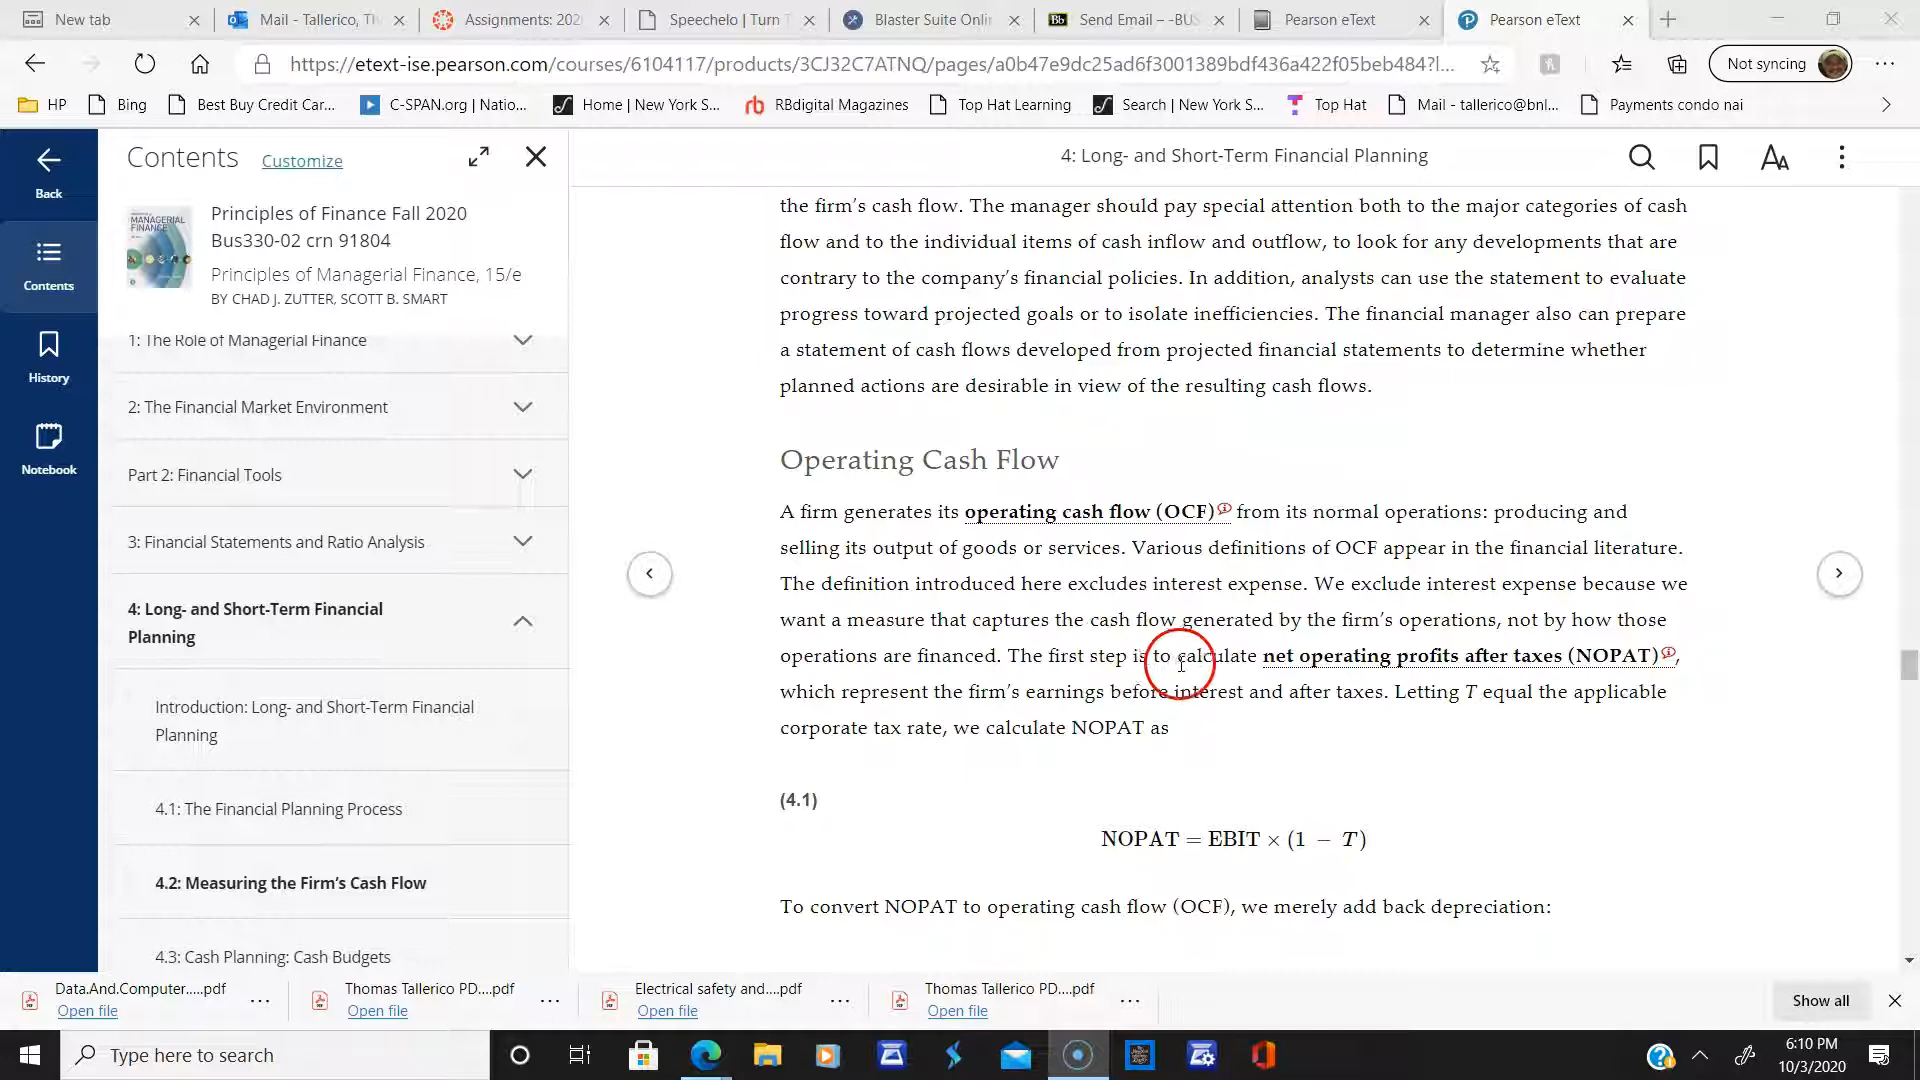 New tab
Mail - Tallerico, Th
Assignments: 202
Speechelo | Turn T
Blaster Suite Onlin
Bb
Send Email – -BUS
Pearson eText
Pearson eText
https://etext-ise.pearson.com/courses/6104117/products/3CJ32C7ATNQ/pages/a0b47e9dc25ad6f3001389bdf436a422f05beb484?l...
Not syncing
HP
Bing
Best Buy Credit Car...
C-SPAN.org | Natio...
Home | New York S...
RBdigital Magazines
Top Hat Learning
Search | New York S...
Top Hat
Mail - tallerico@bnl...
Payments condo nai
Back
Contents
History
Notebook
Contents
Customize
MANAGERIAL
FINANCE
Principles of Finance Fall 2020
Bus330-02 crn 91804
Principles of Managerial Finance, 15/e
BY CHAD J. ZUTTER, SCOTT B. SMART
1: The Role of Managerial Finance
2: The Financial Market Environment
Part 2: Financial Tools
3: Financial Statements and Ratio Analysis
4: Long- and Short-Term Financial
Planning
Introduction: Long- and Short-Term Financial
Planning
4.1: The Financial Planning Process
4.2: Measuring the Firm’s Cash Flow
4.3: Cash Planning: Cash Budgets
4: Long- and Short-Term Financial Planning
the firm’s cash flow. The manager should pay special attention both to the major categories of cash
flow and to the individual items of cash inflow and outflow, to look for any developments that are
contrary to the company’s financial policies. In addition, analysts can use the statement to evaluate
progress toward projected goals or to isolate inefficiencies. The financial manager also can prepare
a statement of cash flows developed from projected financial statements to determine whether
planned actions are desirable in view of the resulting cash flows.
Operating Cash Flow
A firm generates its operating cash flow (OCF) from its normal operations: producing and
selling its output of goods or services. Various definitions of OCF appear in the financial literature.
The definition introduced here excludes interest expense. We exclude interest expense because we
want a measure that captures the cash flow generated by the firm’s operations, not by how those
operations are financed. The first step is to calculate net operating profits after taxes (NOPAT),
which represent the firm’s earnings before interest and after taxes. Letting T equal the applicable
corporate tax rate, we calculate NOPAT as
(4.1)
NOPAT = EBIT × (1 − T)
To convert NOPAT to operating cash flow (OCF), we merely add back depreciation:
Data.And.Computer.....pdf
Open file
Thomas Tallerico PD....pdf
Open file
Electrical safety and....pdf
Open file
Thomas Tallerico PD....pdf
Open file
Show all
Type here to search
6:10 PM
10/3/2020